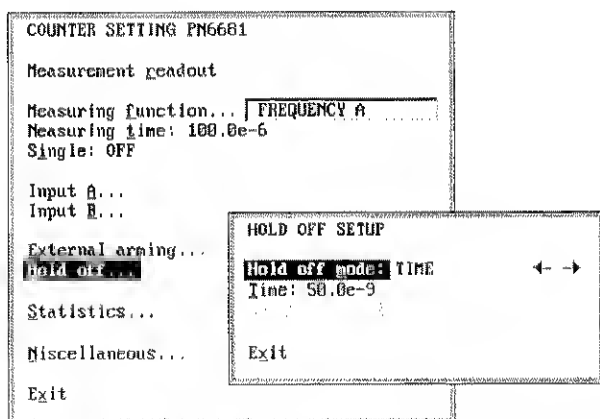 COUNTER SETTING PM6681
Measurement readout
Measuring function... FREQUENCY A
Measuring time: 100.0e-6
Single: OFF
Input A...
Input B...
External arming...
Hold off...
Statistics...
Miscellaneous...
Exit
HOLD OFF SETUP
Hold off mode: TIME ← →
Time: 50.0e-9
Exit